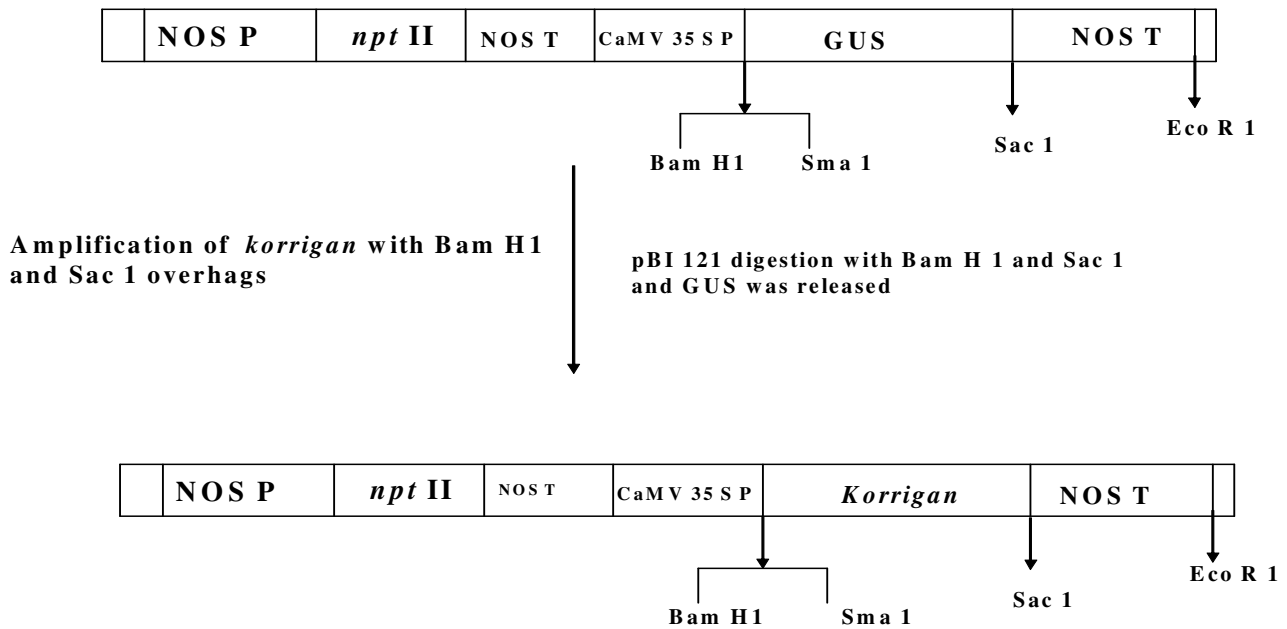 NOS P npt II NOS T CaMV 35 S P GUS NOS T
Bam H1 Sma 1 Sac 1 Eco R 1
Amplification of korrigan with Bam H1
and Sac 1 overhags
pBI 121 digestion with Bam H 1 and Sac 1
and GUS was released
NOS P npt II NOS T CaMV 35 S P Korrigan NOS T
Bam H1 Sma 1 Sac 1 Eco R 1